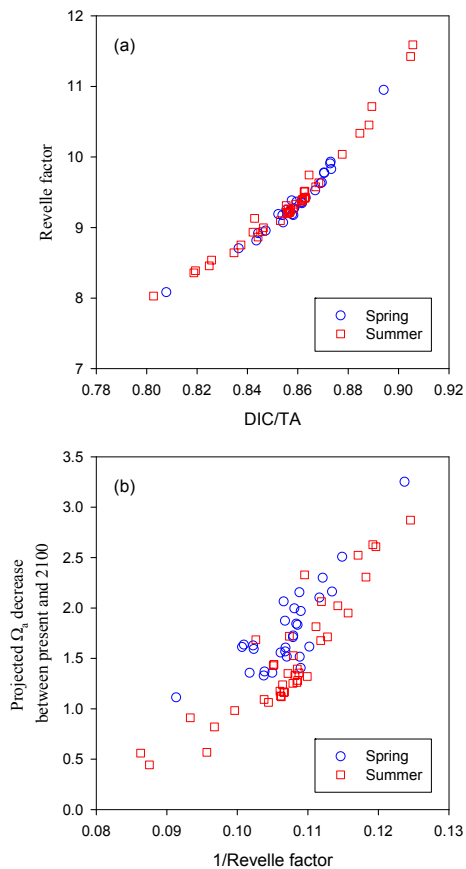 (a)
Revelle factor
12
11
10
9
8
7
0.78 0.80 0.82 0.84 0.86 0.88 0.90 0.92
DIC/TA
Spring
Summer
(b)
Projected Ωa decrease
between present and 2100
3.5
3.0
2.5
2.0
1.5
1.0
0.5
0.0
0.08 0.09 0.10 0.11 0.12 0.13
1/Revelle factor
Spring
Summer